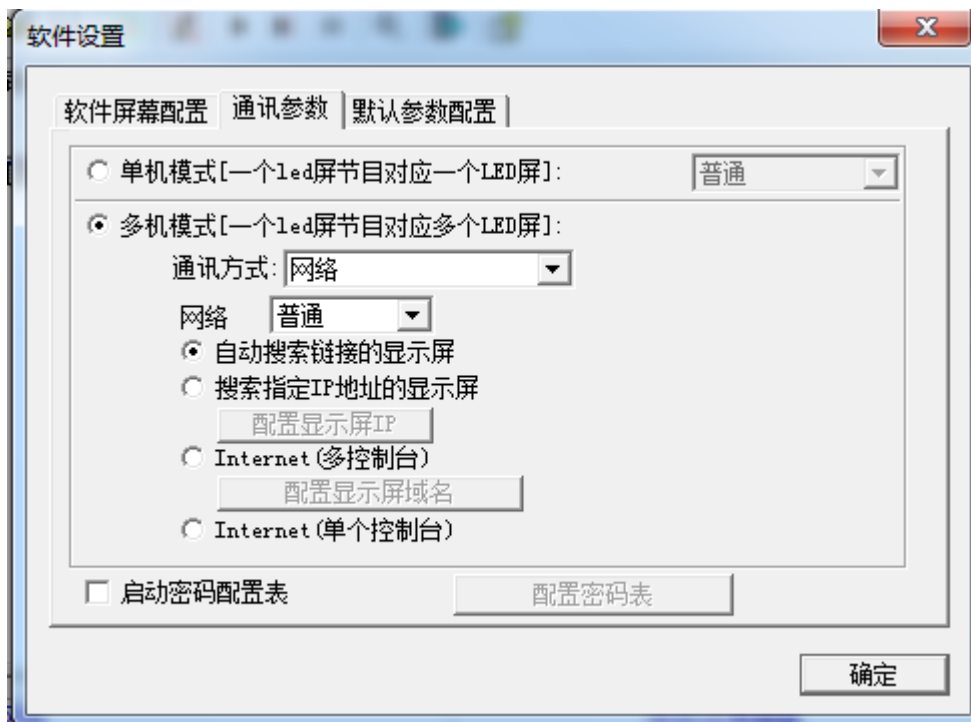 软件设置
软件屏幕配置 通讯参数 默认参数配置
单机模式[一个led屏节目对应一个LED屏]: 普通
多机模式[一个led屏节目对应多个LED屏]:
通讯方式: 网络
网络 普通
自动搜索链接的显示屏
搜索指定IP地址的显示屏
配置显示屏IP
Internet(多控制台)
配置显示屏域名
Internet(单个控制台)
启动密码配置表 配置密码表
确定